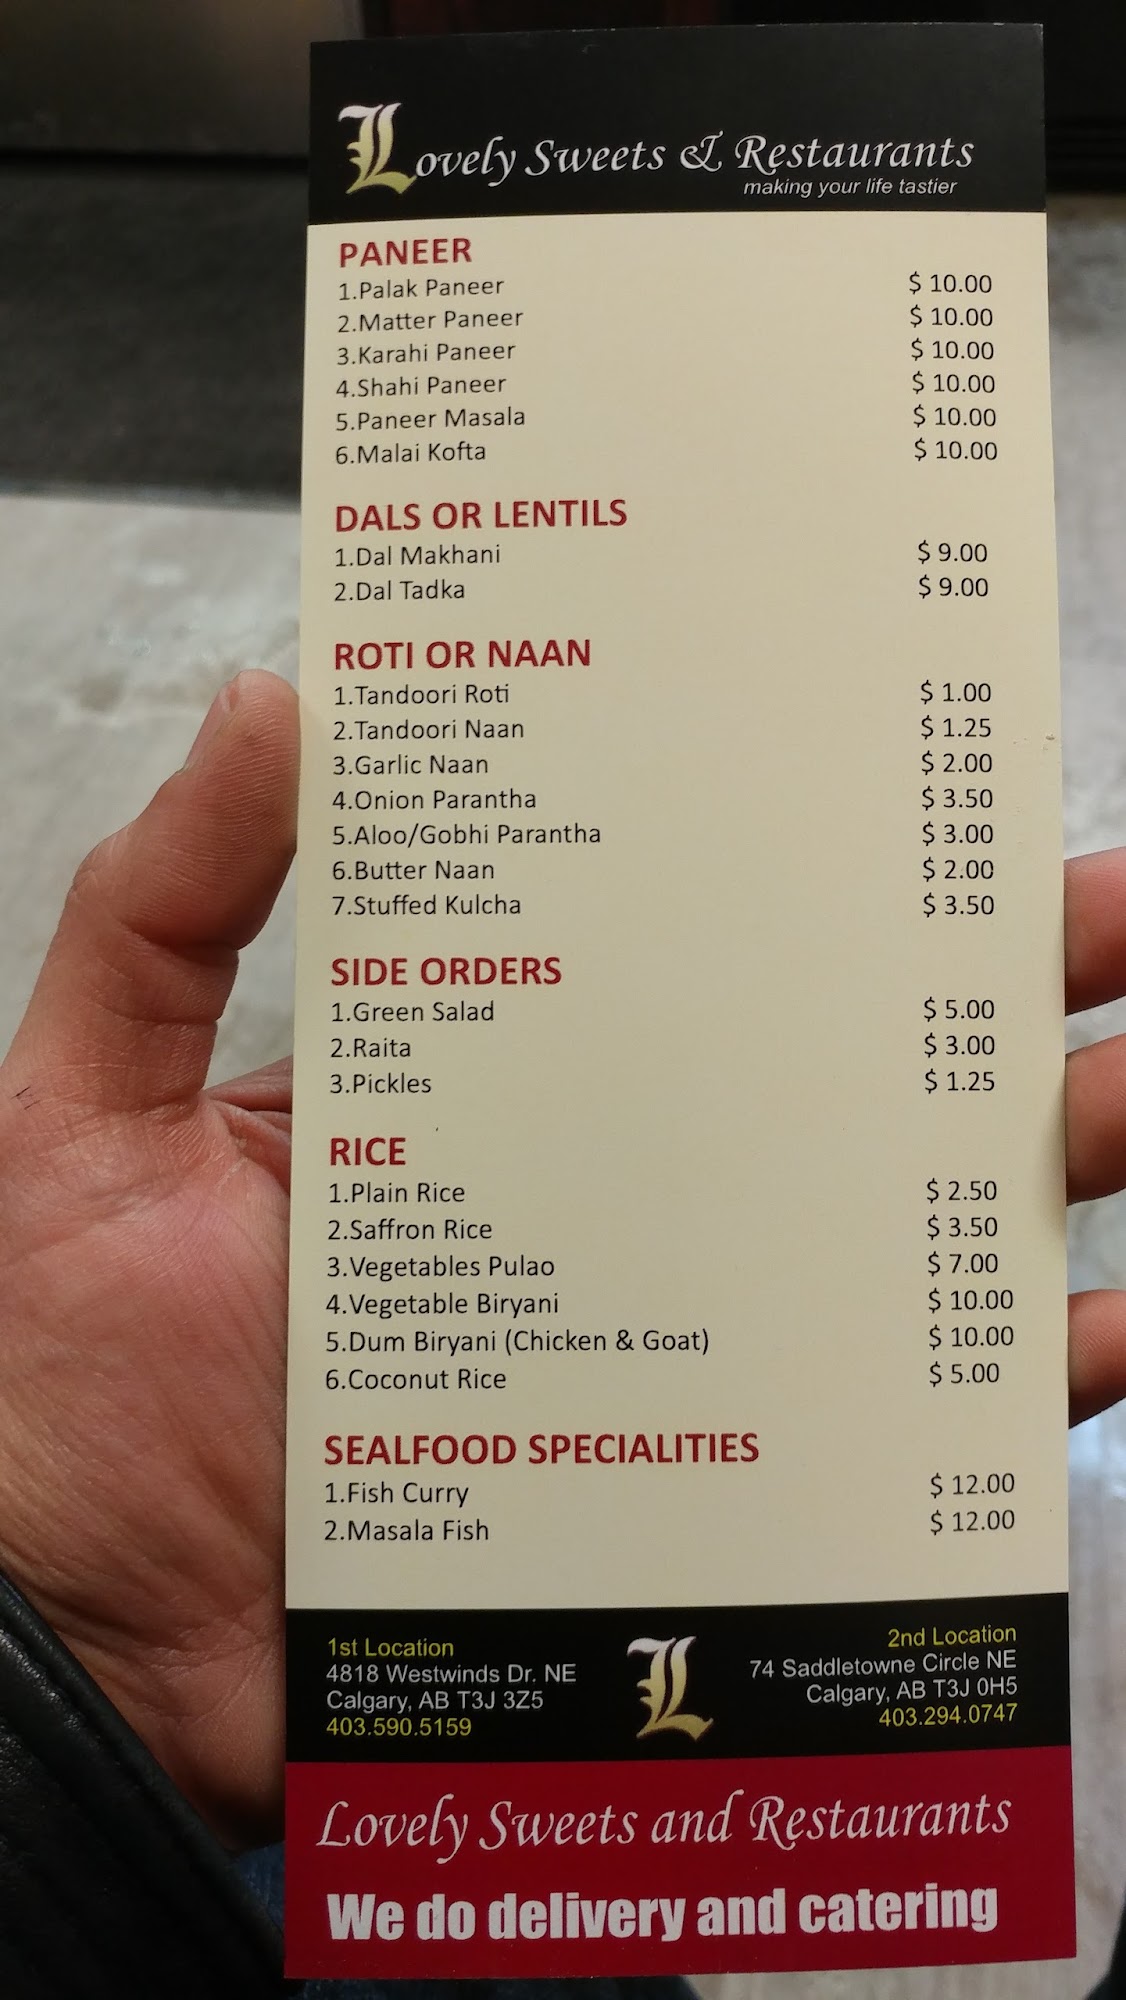 Lovely Sweets & Restaurants
making your life tastier
PANEER
1.Palak Paneer $ 10.00
2.Matter Paneer $ 10.00
3.Karahi Paneer $ 10.00
4.Shahi Paneer $ 10.00
5.Paneer Masala $ 10.00
6.Malai Kofta $ 10.00
DALS OR LENTILS
1.Dal Makhani $ 9.00
2.Dal Tadka $ 9.00
ROTI OR NAAN
1.Tandoori Roti $ 1.00
2.Tandoori Naan $ 1.25
3.Garlic Naan $ 2.00
4.Onion Parantha $ 3.50
5.Aloo/Gobhi Parantha $ 3.00
6.Butter Naan $ 2.00
7.Stuffed Kulcha $ 3.50
SIDE ORDERS
1.Green Salad $ 5.00
2.Raita $ 3.00
3.Pickles $ 1.25
RICE
1.Plain Rice $ 2.50
2.Saffron Rice $ 3.50
3.Vegetables Pulao $ 7.00
4.Vegetable Biryani $ 10.00
5.Dum Biryani (Chicken & Goat) $ 10.00
6.Coconut Rice $ 5.00
SEALFOOD SPECIALITIES
1.Fish Curry $ 12.00
2.Masala Fish $ 12.00
1st Location
4818 Westwinds Dr. NE
Calgary, AB T3J 3Z5
403.590.5159
L
2nd Location
74 Saddletowne Circle NE
Calgary, AB T3J 0H5
403.294.0747
Lovely Sweets and Restaurants
We do delivery and catering